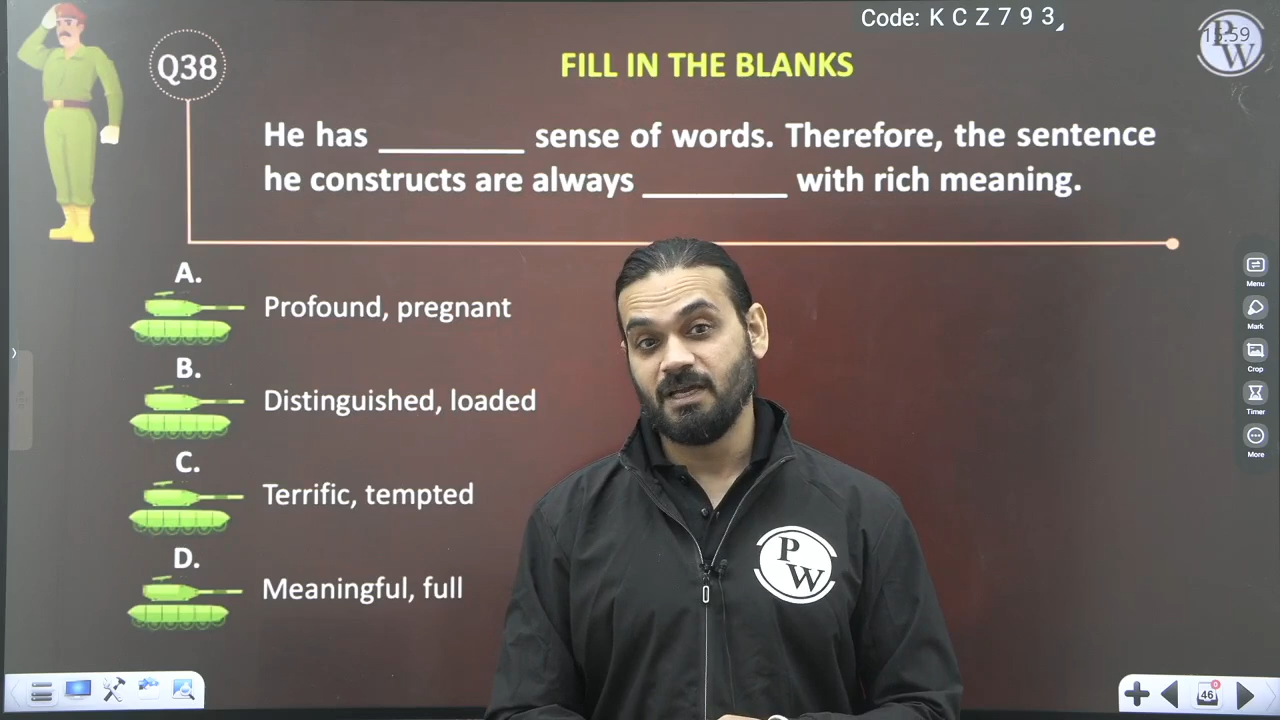 Code: K C Z 7 9 3
Q38
FILL IN THE BLANKS
He has ________ sense of words. Therefore, the sentence
he constructs are always ________ with rich meaning.
A.
Profound, pregnant
B.
Distinguished, loaded
C.
Terrific, tempted
D.
Meaningful, full
P W
P W
Menu
Mark
Crop
Timer
More
46